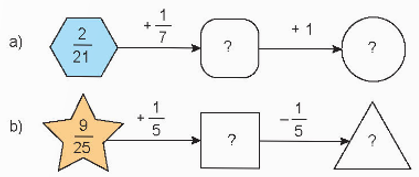 a) 2/21 + 1/7 ? + 1 ?
b) 9/25 + 1/5 ? − 1/5 ?